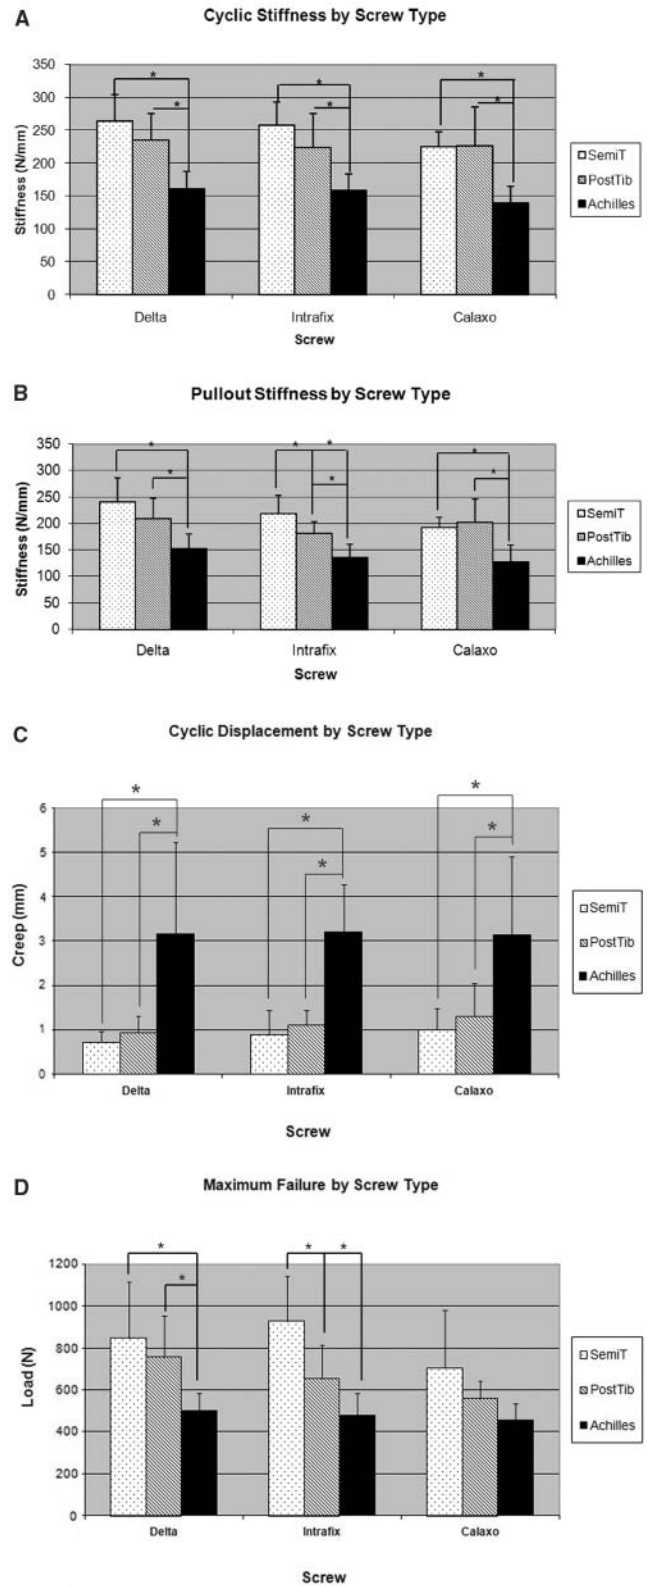 A
Cyclic Stiffness by Screw Type
Stiffness (N/mm)
350
300
250
200
150
100
50
0
* * * * * *
Delta Intrafix Calaxo
Screw
SemiT
PostTib
Achilles
B
Pullout Stiffness by Screw Type
Stiffness (N/mm)
350
300
250
200
150
100
50
0
* * * * * * *
Delta Intrafix Calaxo
Screw
SemiT
PostTib
Achilles
C
Cyclic Displacement by Screw Type
Creep (mm)
6
5
4
3
2
1
0
* * * * * *
Delta Intrafix Calaxo
Screw
SemiT
PostTib
Achilles
D
Maximum Failure by Screw Type
Load (N)
1200
1000
800
600
400
200
0
* * * *
Delta Intrafix Calaxo
Screw
SemiT
PostTib
Achilles